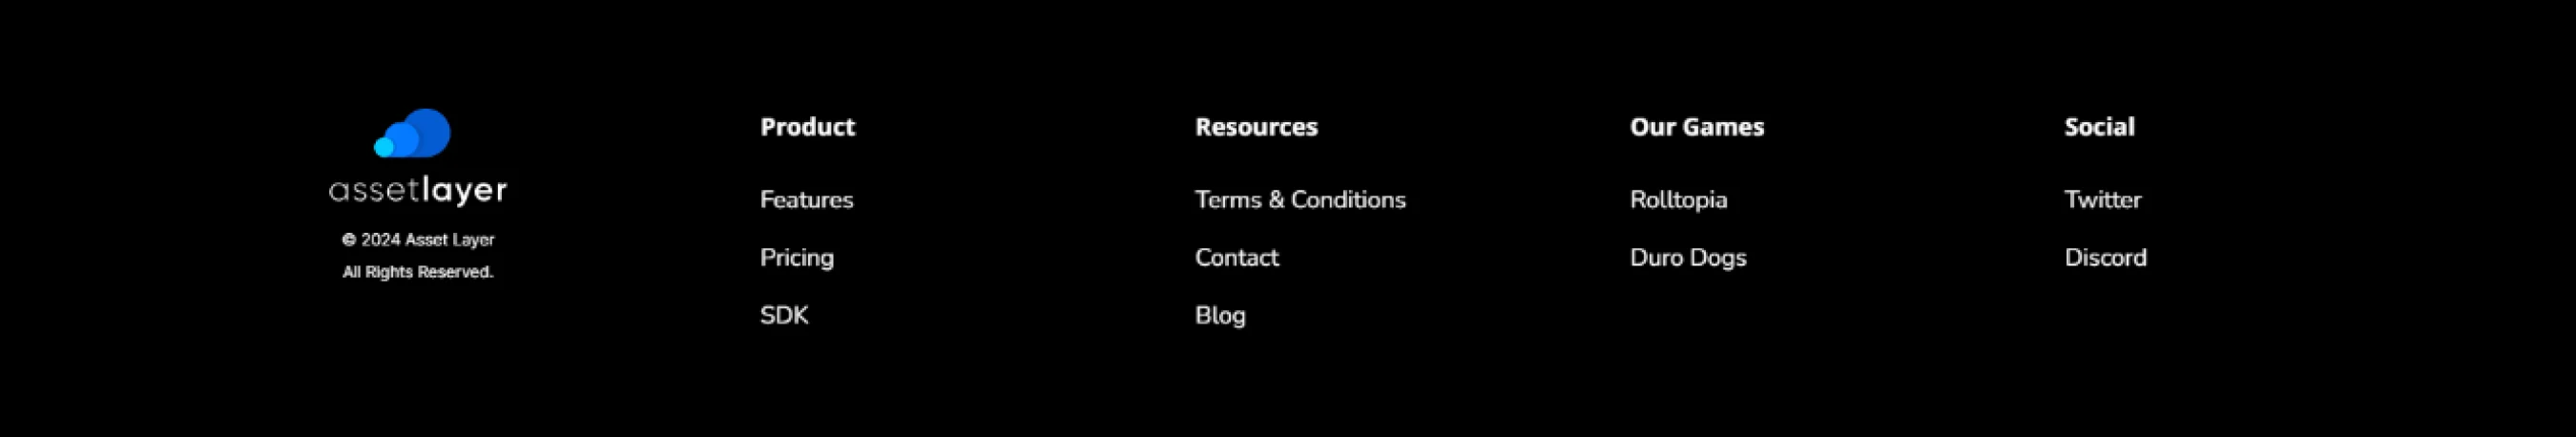 assetlayer
© 2024 Asset Layer
All Rights Reserved.
Product
Features
Pricing
SDK
Resources
Terms & Conditions
Contact
Blog
Our Games
Rolltopia
Duro Dogs
Social
Twitter
Discord